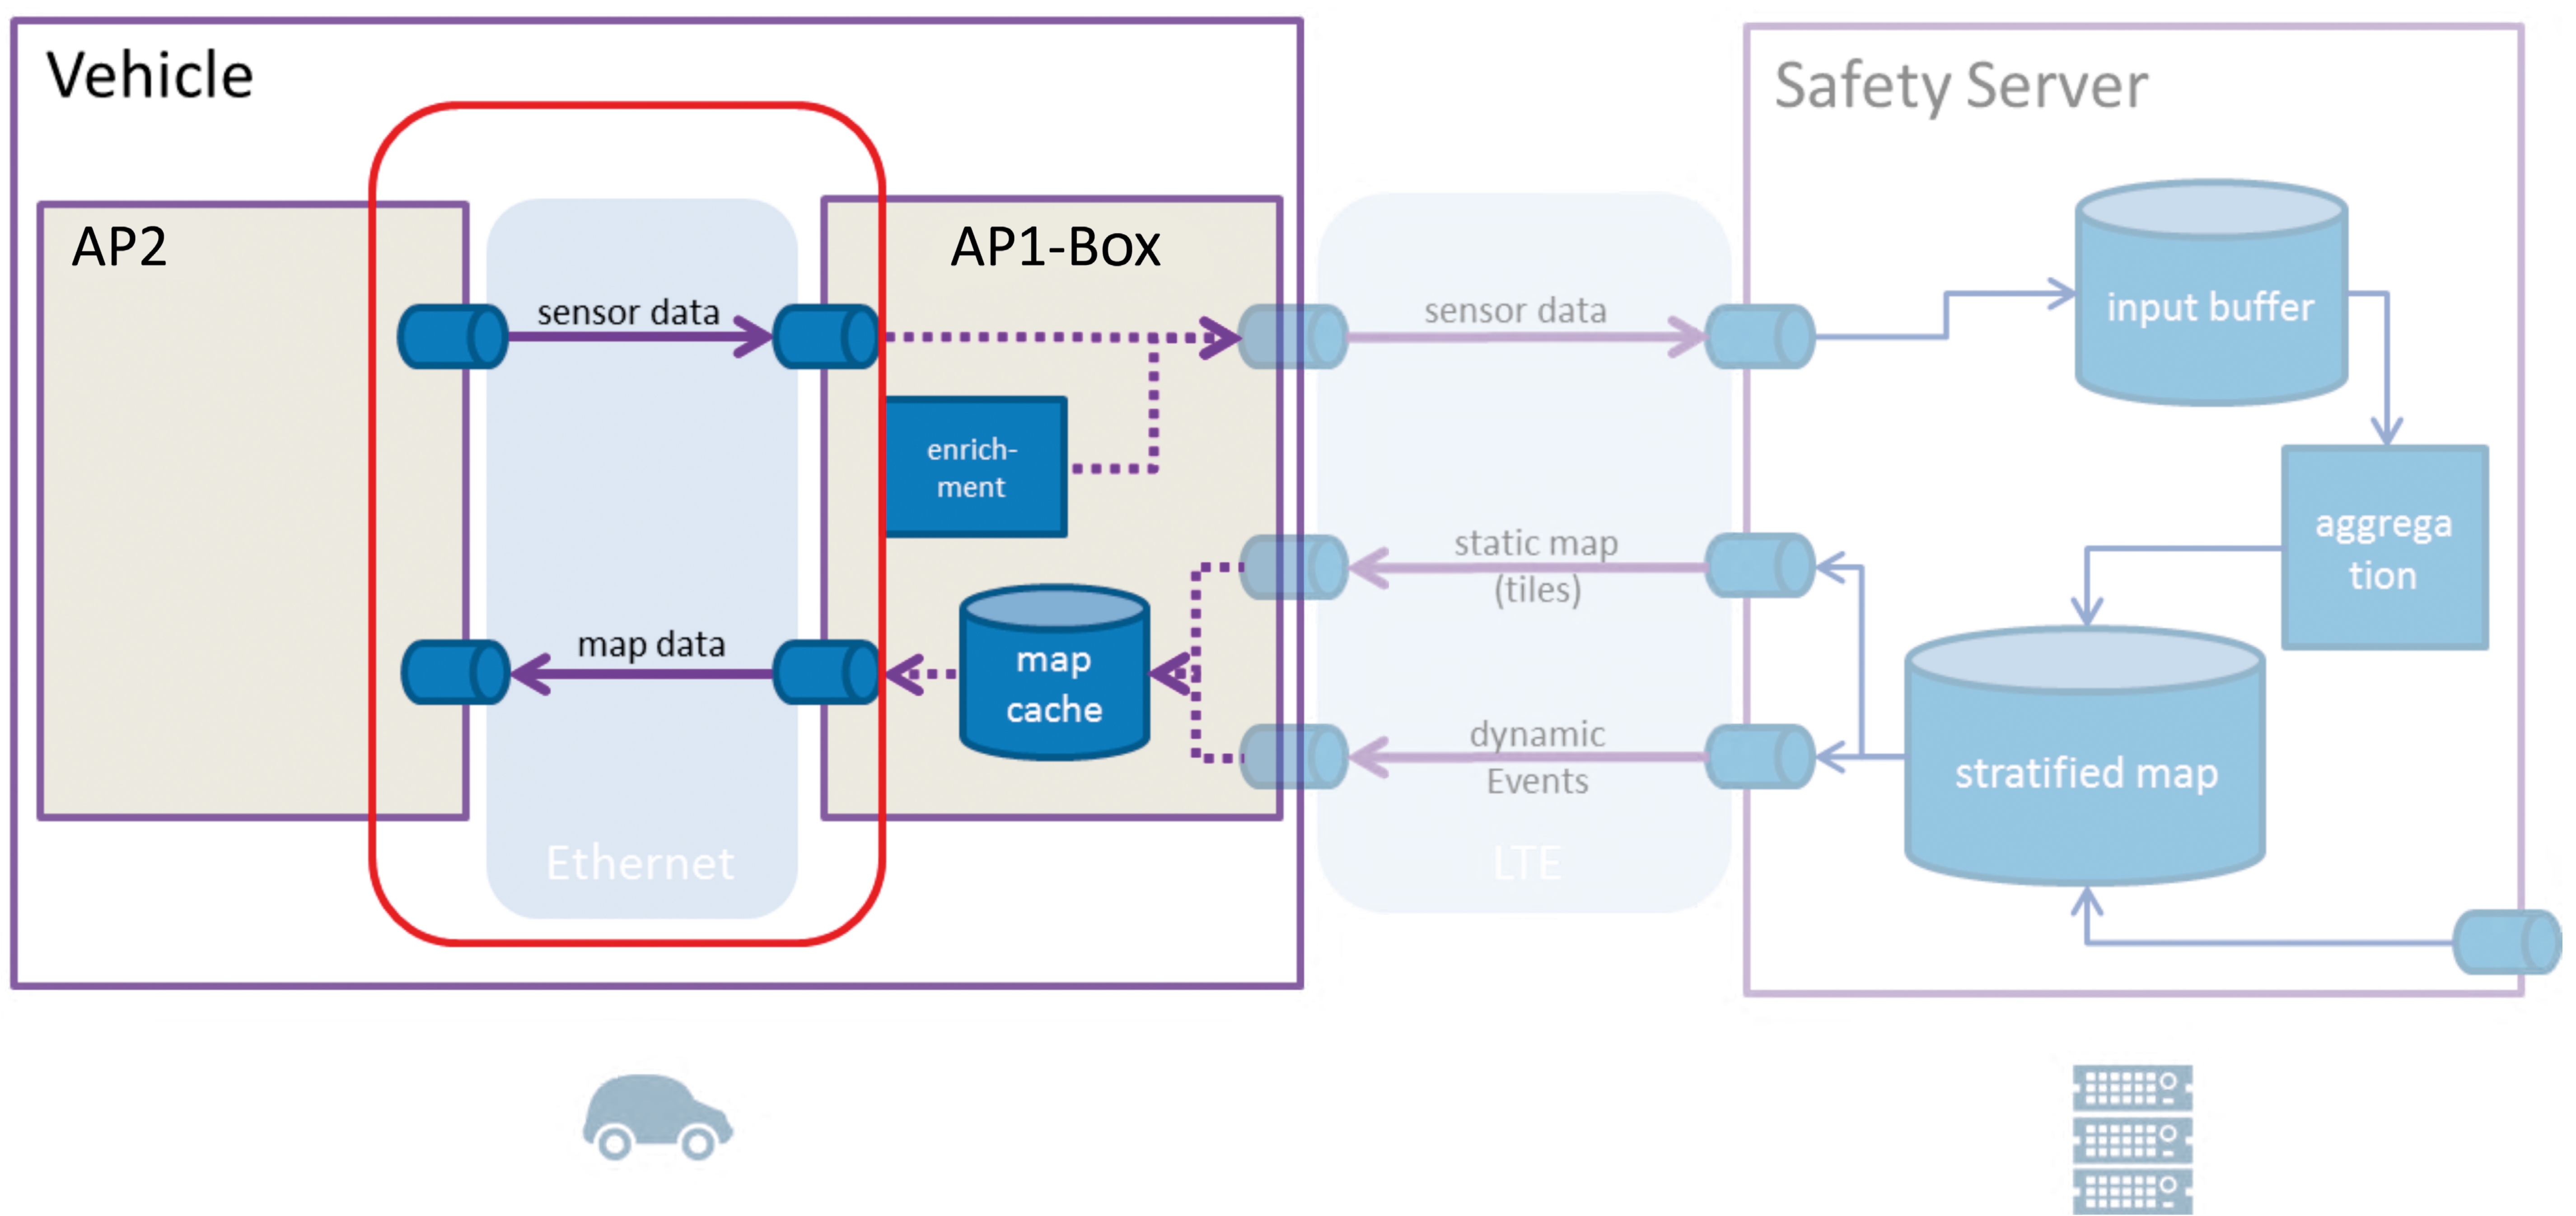 Vehicle
Safety Server
AP2
AP1-Box
sensor data
sensor data
input buffer
enrich-
ment
aggrega
tion
static map
(tiles)
map data
map
cache
dynamic
Events
stratified map
Ethernet
LTE